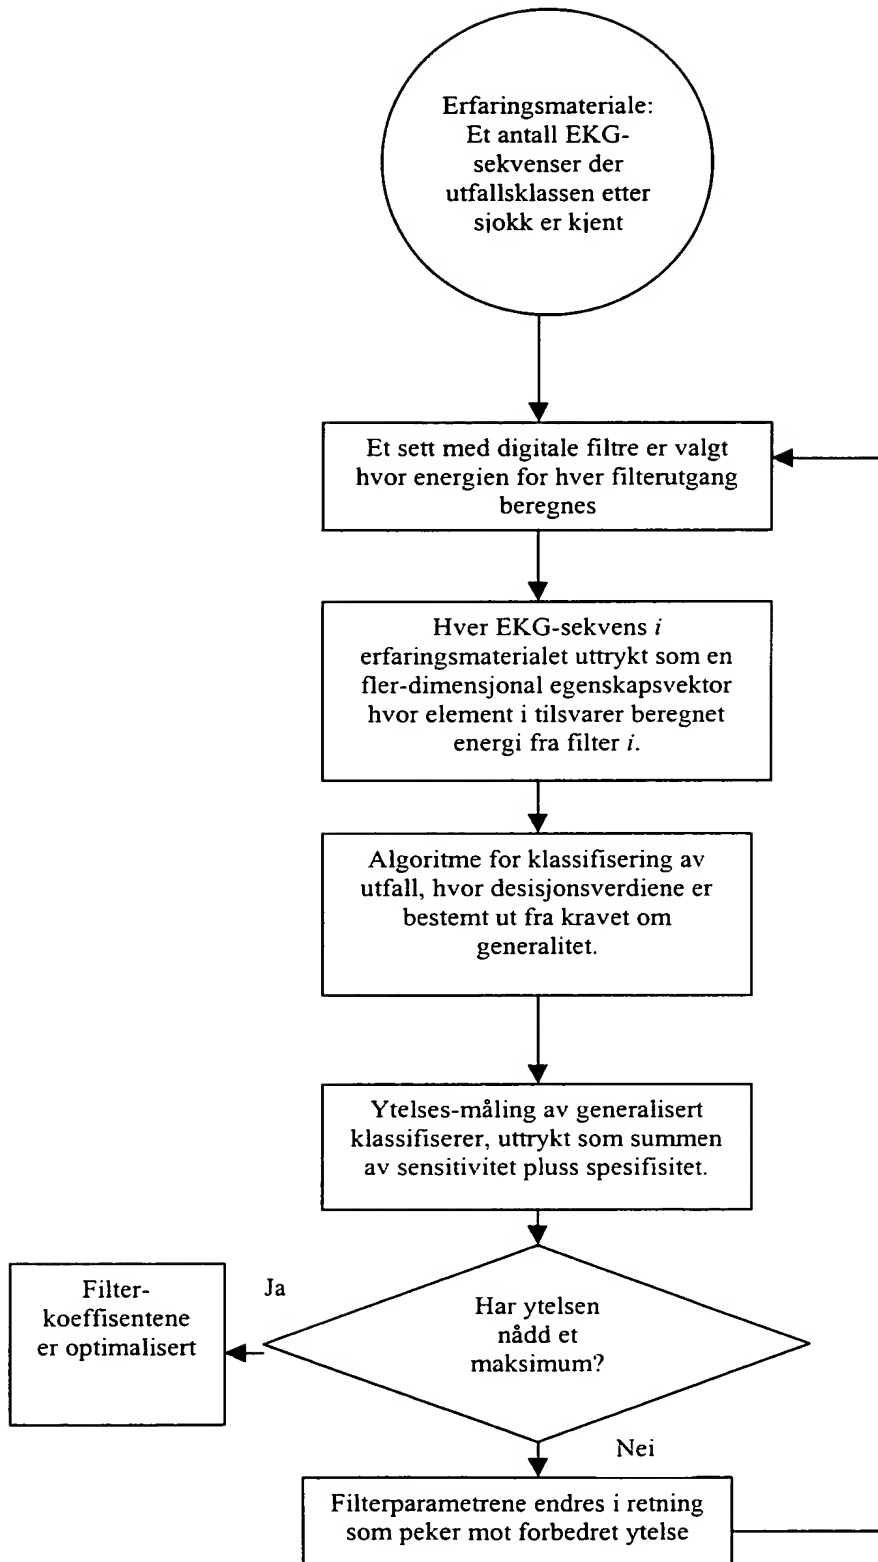 Erfaringsmateriale:
Et antall EKG-
sekvenser der
utfallsklassen etter
sjokk er kjent
Et sett med digitale filtre er valgt
hvor energien for hver filterutgang
beregnes
Hver EKG-sekvens i
erfaringsmaterialet uttrykt som en
fler-dimensjonal egenskapsvektor
hvor element i tilsvarer beregnet
energi fra filter i.
Algoritme for klassifisering av
utfall, hvor desisjonsverdiene er
bestemt ut fra kravet om
generalitet.
Ytelses-måling av generalisert
klassifiserer, uttrykt som summen
av sensitivitet pluss spesifisitet.
Har ytelsen
nådd et
maksimum?
Ja
Filter-
koeffisentene
er optimalisert
Nei
Filterparametrene endres i retning
som peker mot forbedret ytelse